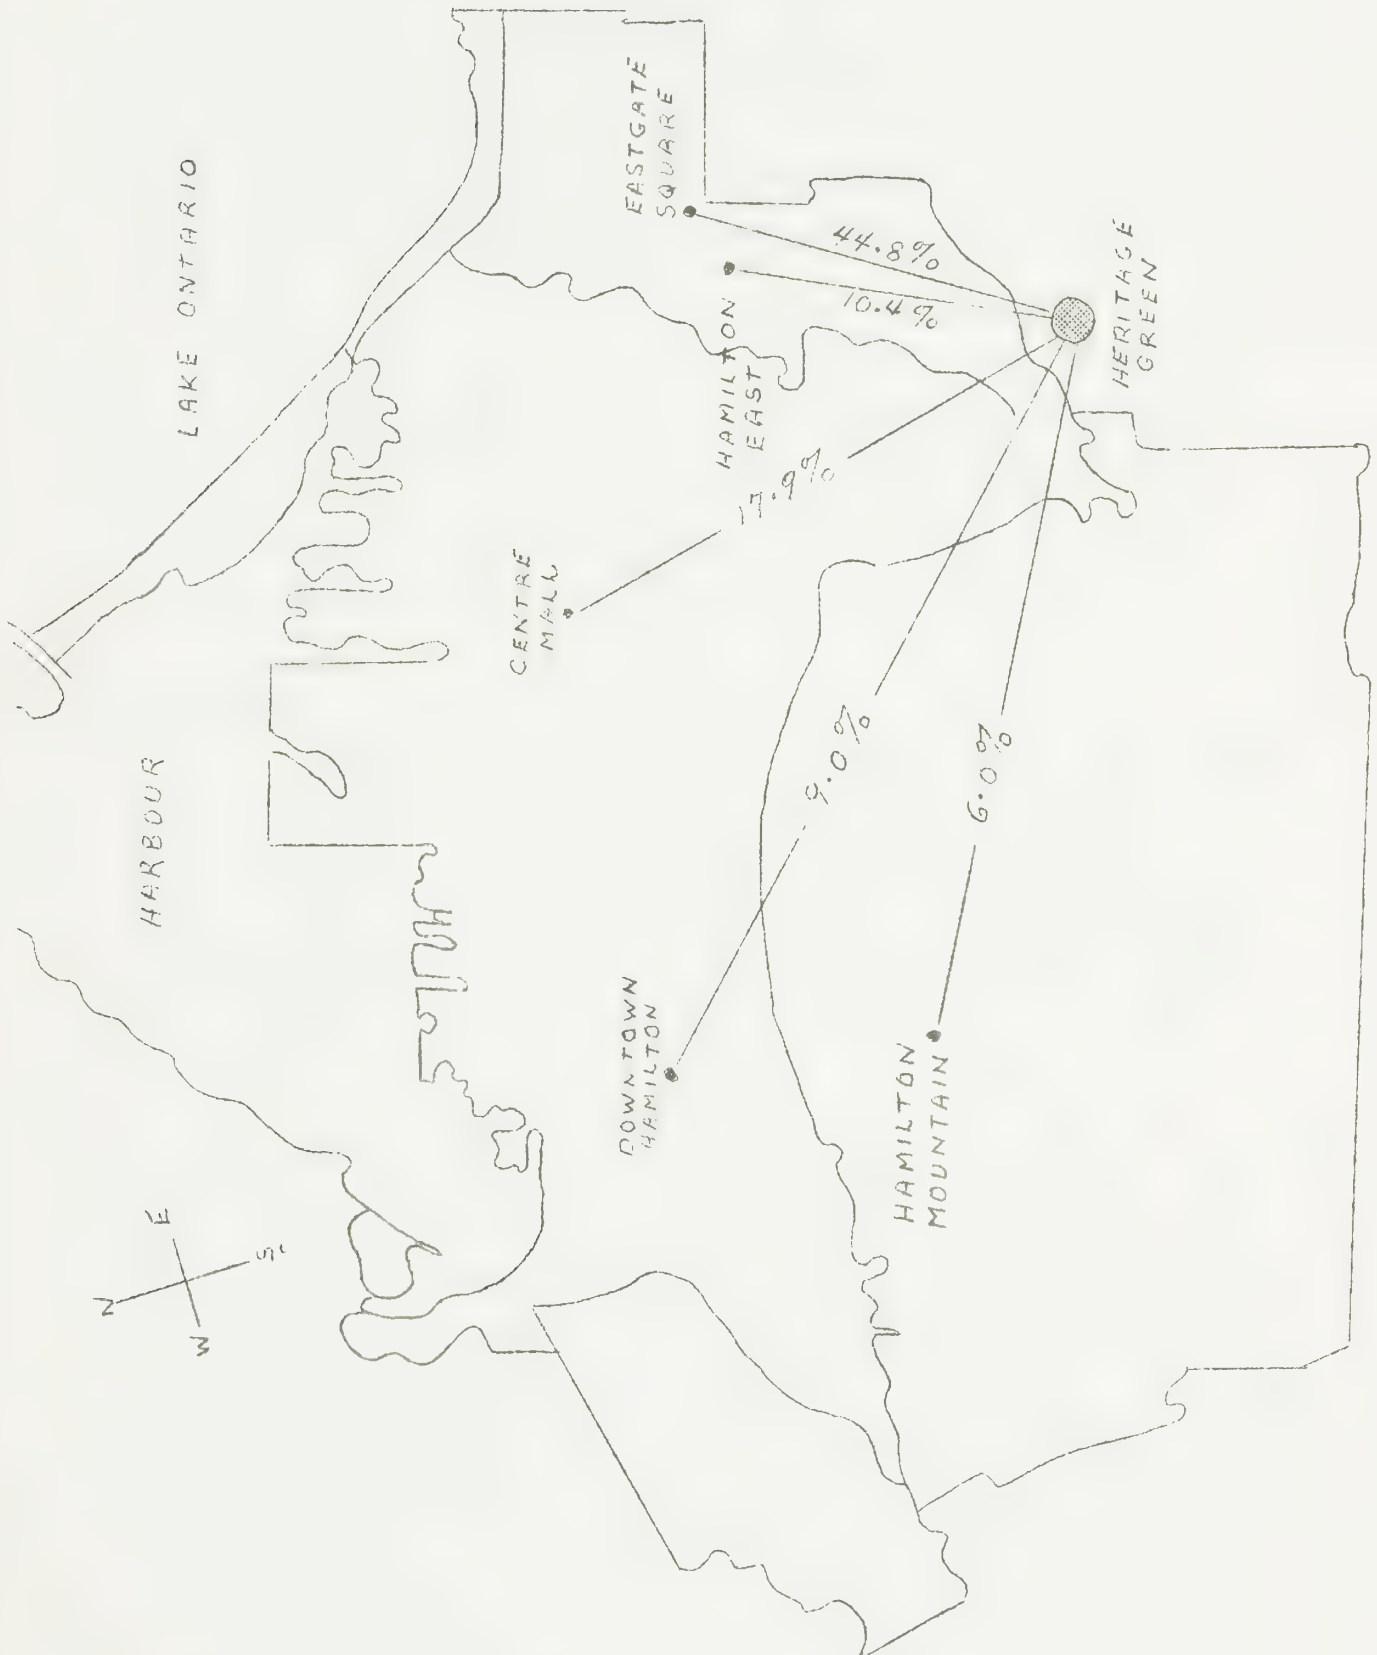 LAKE ONTARIO
HARBOUR
N
E
S
W
EASTGATE
SQUARE
44.8%
10.4%
HAMILTON
EAST
HERITAGE
GREEN
CENTRE
MALL
17.9%
9.0%
6.0%
DOWNTOWN
HAMILTON
HAMILTON
MOUNTAIN